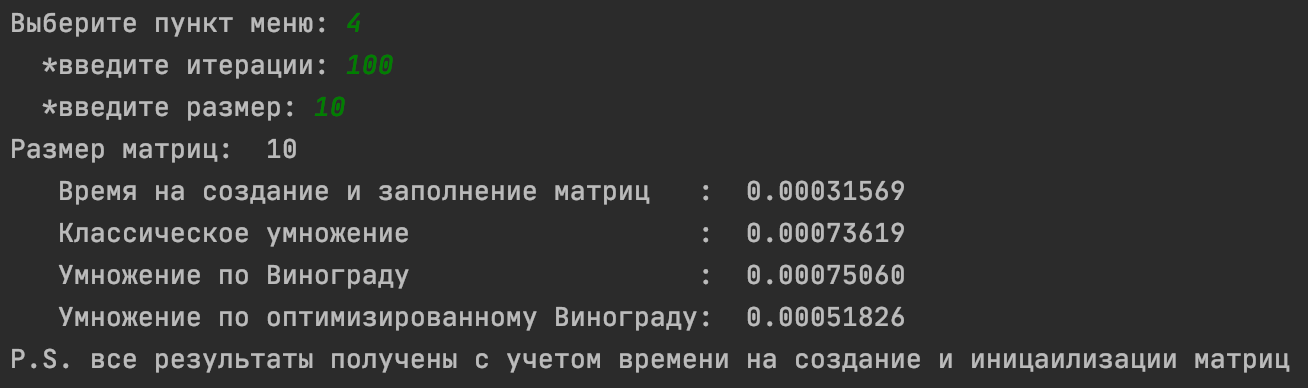 Выберите пункт меню: 4
*введите итерации: 100
*введите размер: 10
Размер матриц: 10
Время на создание и заполнение матриц : 0.00031569
Классическое умножение : 0.00073619
Умножение по Винограду : 0.00075060
Умножение по оптимизированному Винограду: 0.00051826
P.S. все результаты получены с учетом времени на создание и иницаилизации матриц